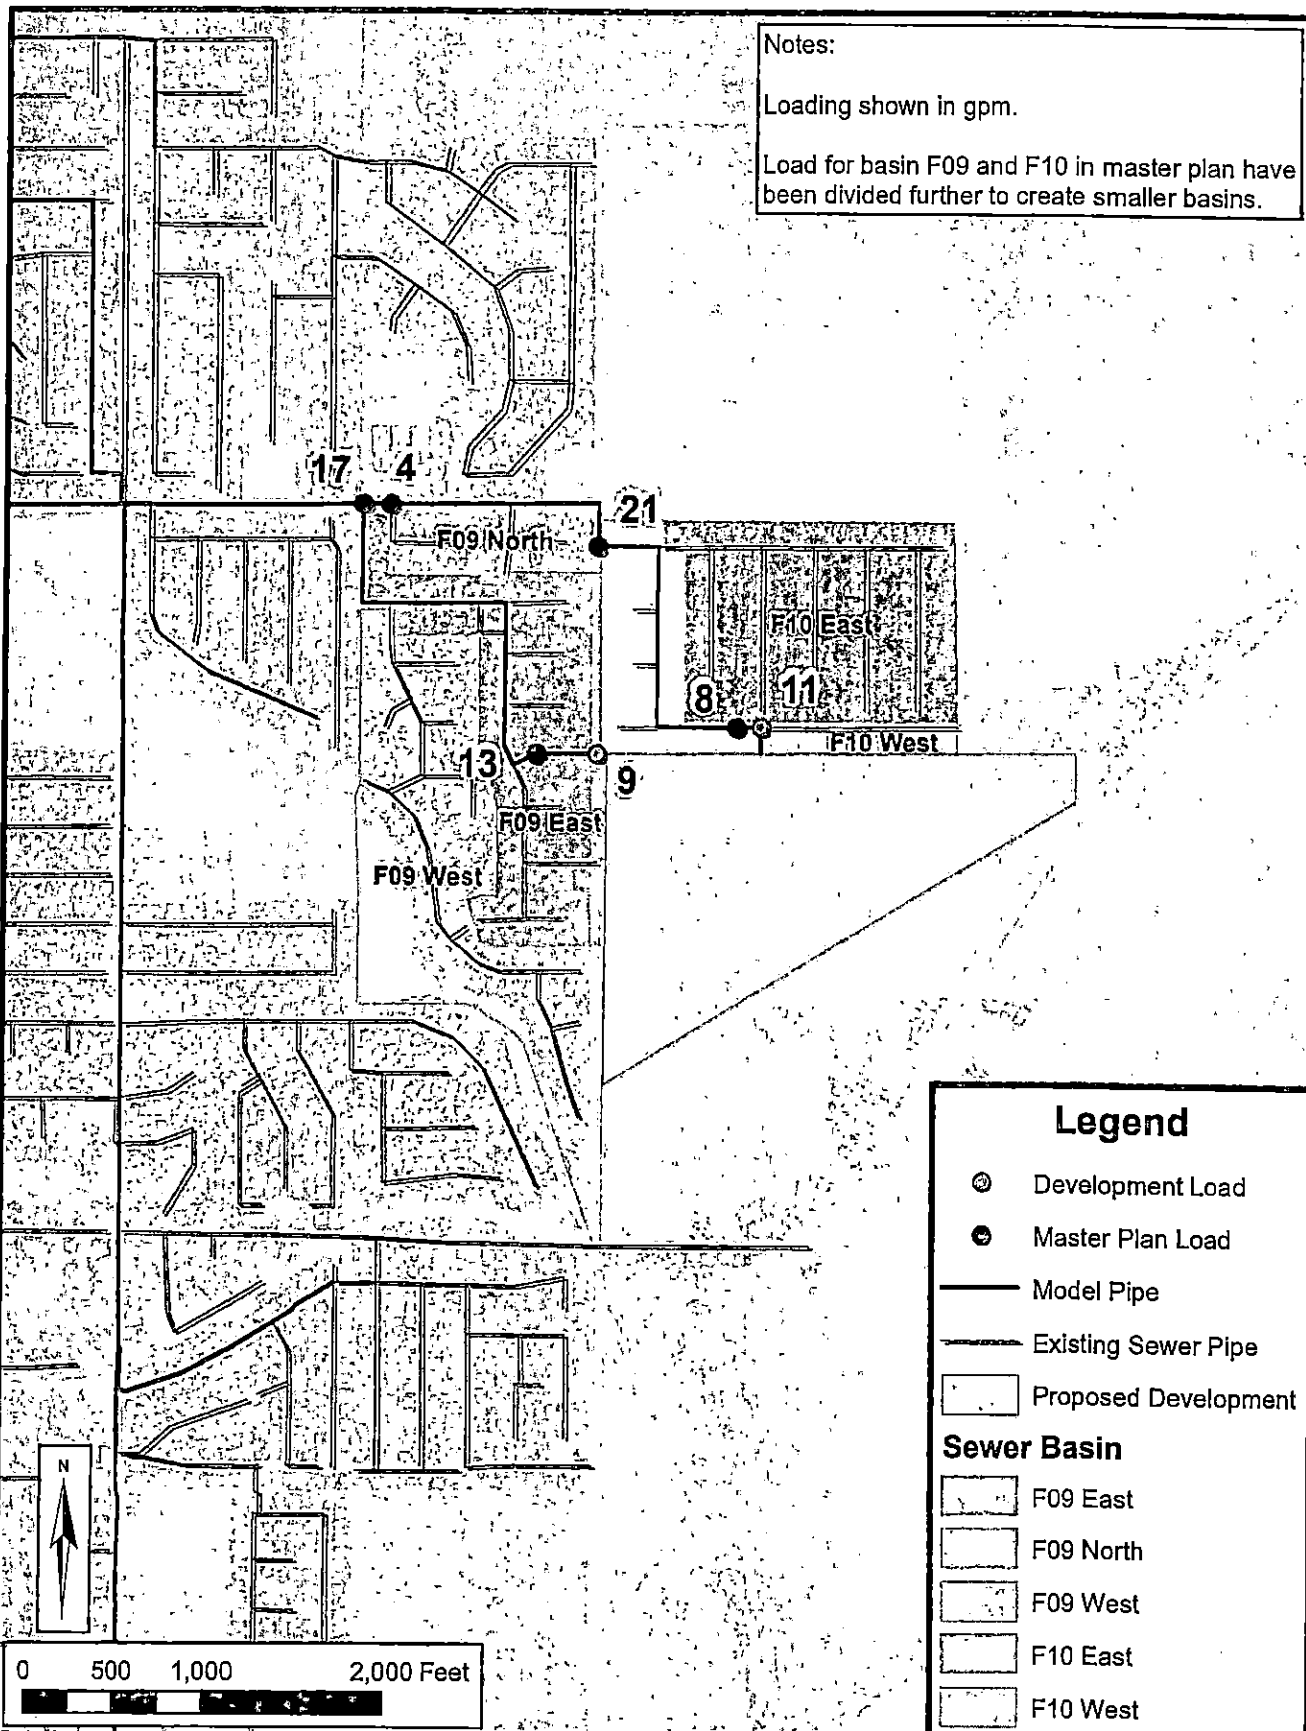 Notes:
Loading shown in gpm.
Load for basin F09 and F10 in master plan have
been divided further to create smaller basins.
17
4
21
F09 North
F10 East
8
11
F10 West
13
9
F09 East
F09 West
Legend
Development Load
Master Plan Load
Model Pipe
Existing Sewer Pipe
Proposed Development
Sewer Basin
F09 East
F09 North
F09 West
F10 East
F10 West
N
0 500 1,000 2,000 Feet